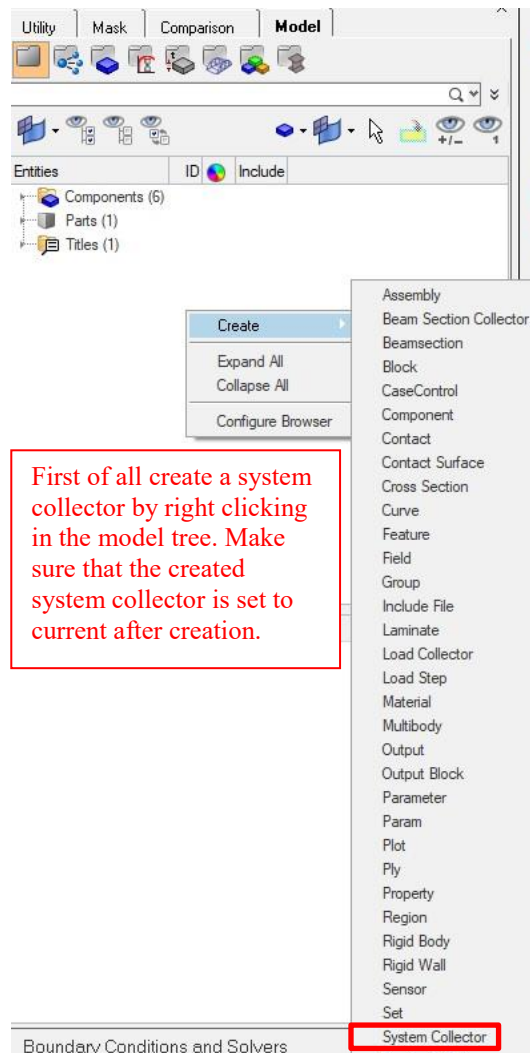 Utility
Mask
Comparison
Model
+/-
1
Entities
ID
Include
Components (6)
Parts (1)
Titles (1)
Create
Expand All
Collapse All
Configure Browser
First of all create a system
collector by right clicking
in the model tree. Make
sure that the created
system collector is set to
current after creation.
Assembly
Beam Section Collector
Beamsection
Block
CaseControl
Component
Contact
Contact Surface
Cross Section
Curve
Feature
Field
Group
Include File
Laminate
Load Collector
Load Step
Material
Multibody
Output
Output Block
Parameter
Param
Plot
Ply
Property
Region
Rigid Body
Rigid Wall
Sensor
Set
System Collector
Boundary Conditions and Solvers